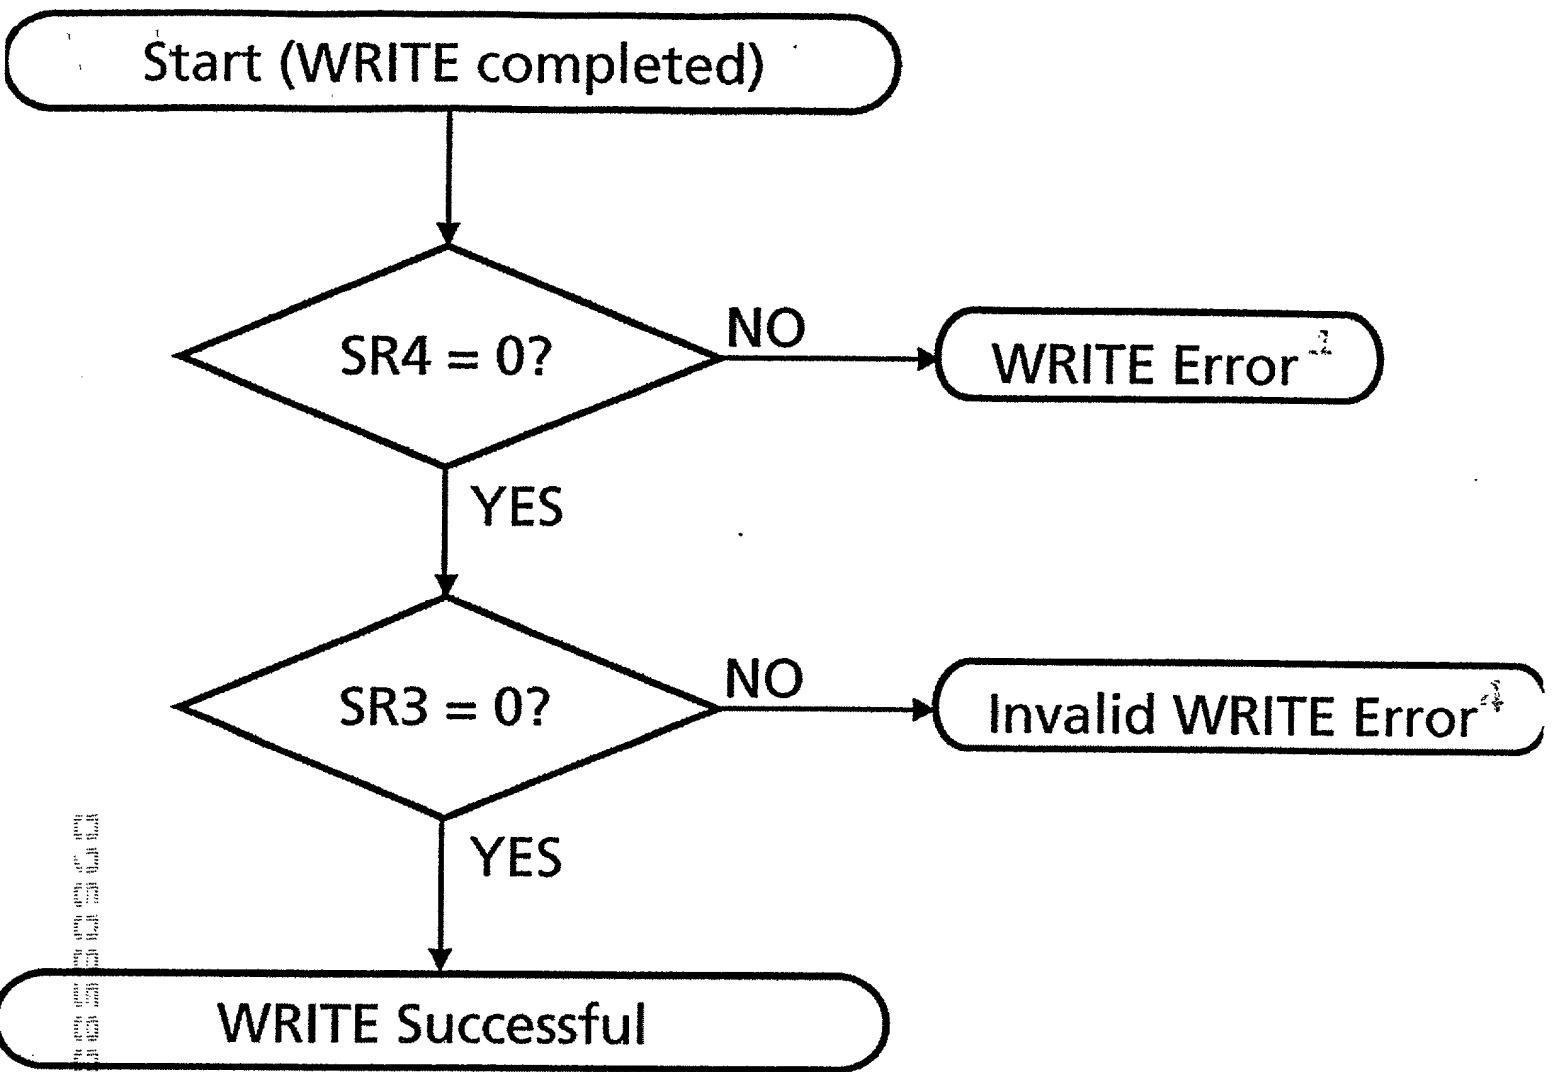 Start (WRITE completed)
SR4 = 0?
NO
WRITE Error
YES
SR3 = 0?
NO
Invalid WRITE Error
YES
WRITE Successful